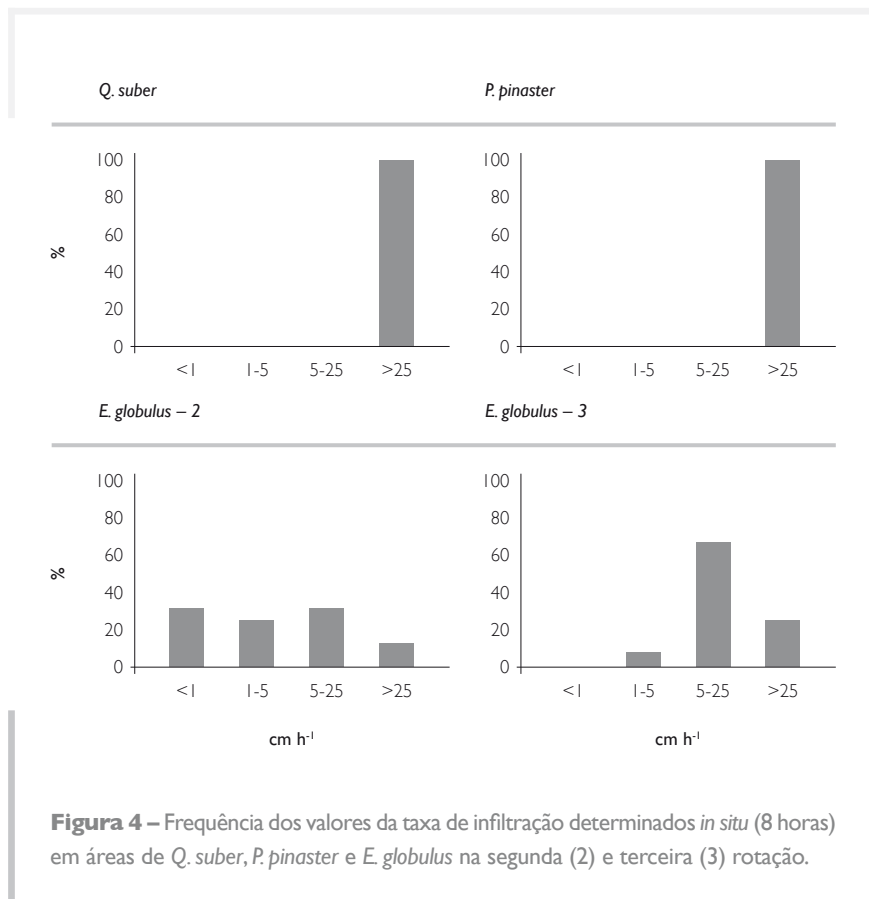 Q. suber
P. pinaster
100
80
60
40
20
0
%
<1 1-5 5-25 >25
100
80
60
40
20
0
<1 1-5 5-25 >25
E. globulus – 2
E. globulus – 3
100
80
60
40
20
0
%
<1 1-5 5-25 >25
cm h-1
100
80
60
40
20
0
<1 1-5 5-25 >25
cm h-1
Figura 4 – Frequência dos valores da taxa de infiltração determinados in situ (8 horas)
em áreas de Q. suber, P. pinaster e E. globulus na segunda (2) e terceira (3) rotação.